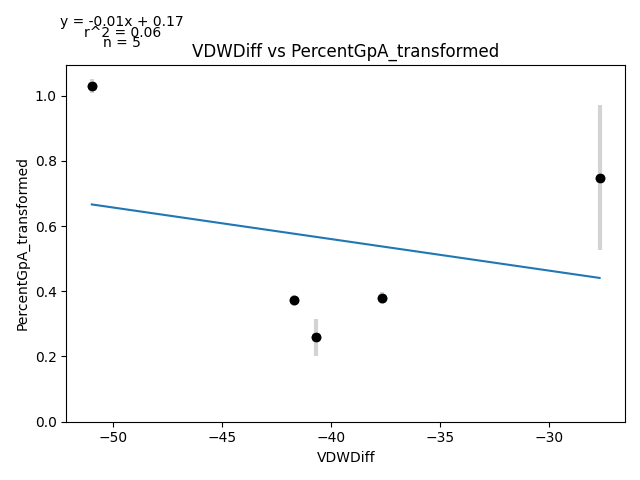 y = -0.01x + 0.17
r^2 = 0.06
n = 5
VDWDiff vs PercentGpA_transformed
1.0
0.8
0.6
0.4
0.2
0.0
PercentGpA_transformed
−50
−45
−40
−35
−30
VDWDiff